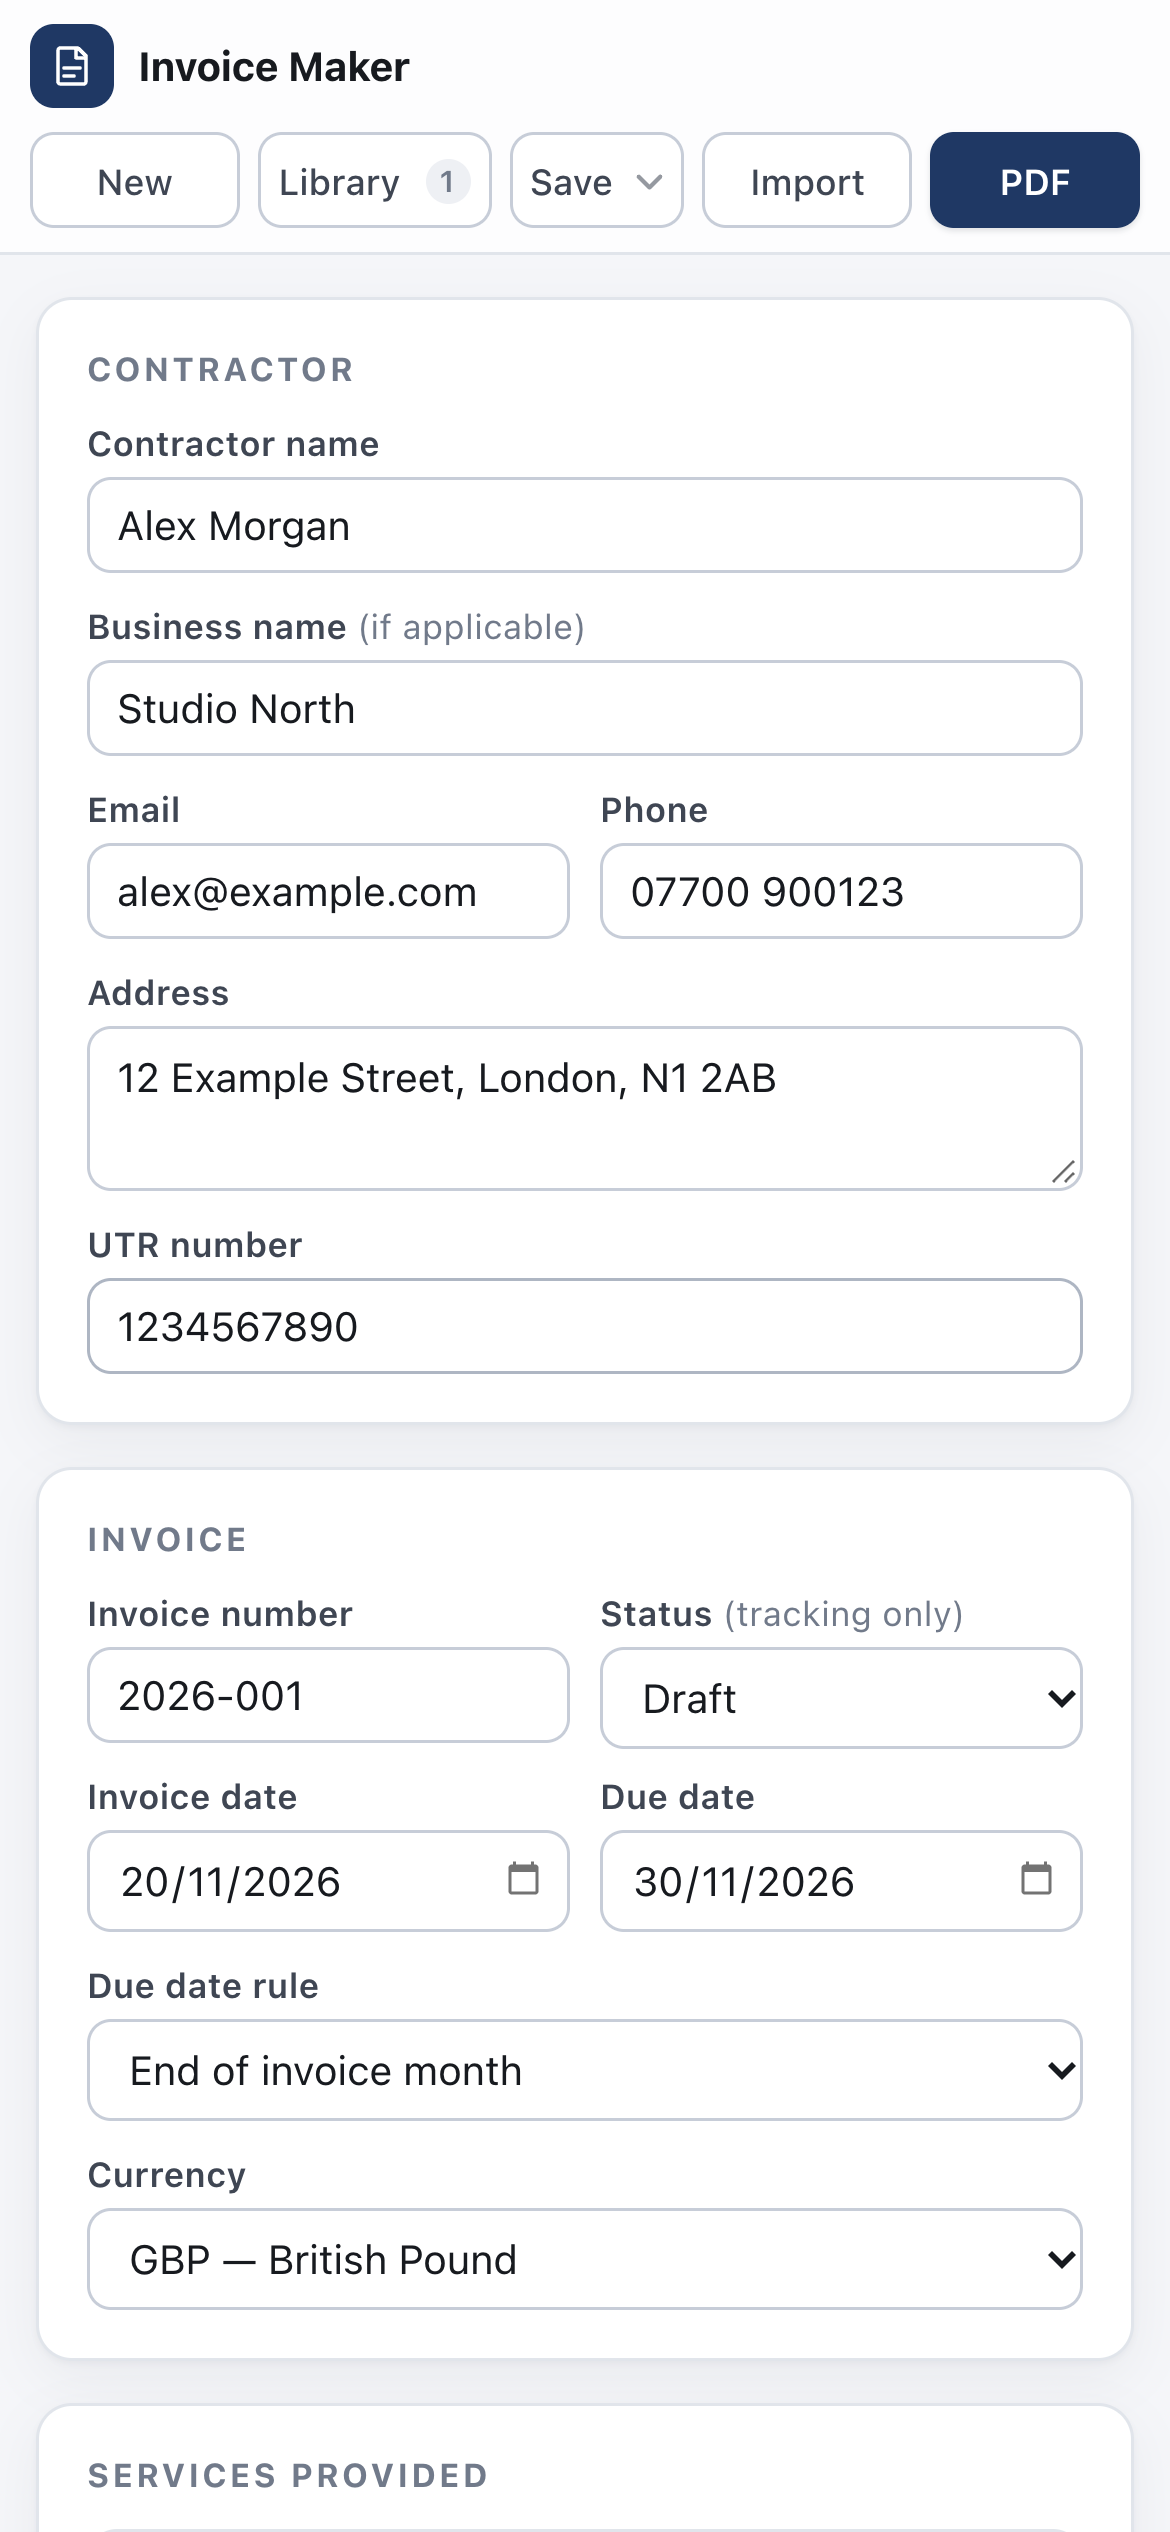 Invoice Maker
New
Library 1
Save
Import
PDF
CONTRACTOR
Contractor name
Alex Morgan
Business name (if applicable)
Studio North
Email
Phone
alex@example.com
07700 900123
Address
12 Example Street, London, N1 2AB
UTR number
1234567890
INVOICE
Invoice number
Status (tracking only)
2026-001
Draft
Invoice date
Due date
20/11/2026
30/11/2026
Due date rule
End of invoice month
Currency
GBP — British Pound
SERVICES PROVIDED